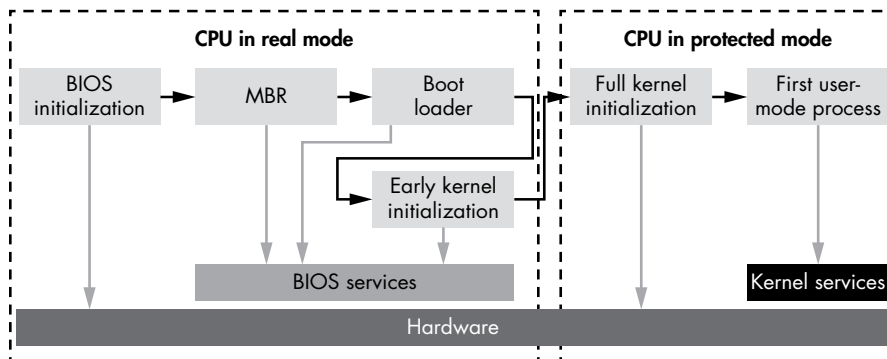 CPU in real mode
CPU in protected mode
BIOS
initialization
MBR
Boot
loader
Full kernel
initialization
First user-
mode process
Early kernel
initialization
BIOS services
Kernel services
Hardware